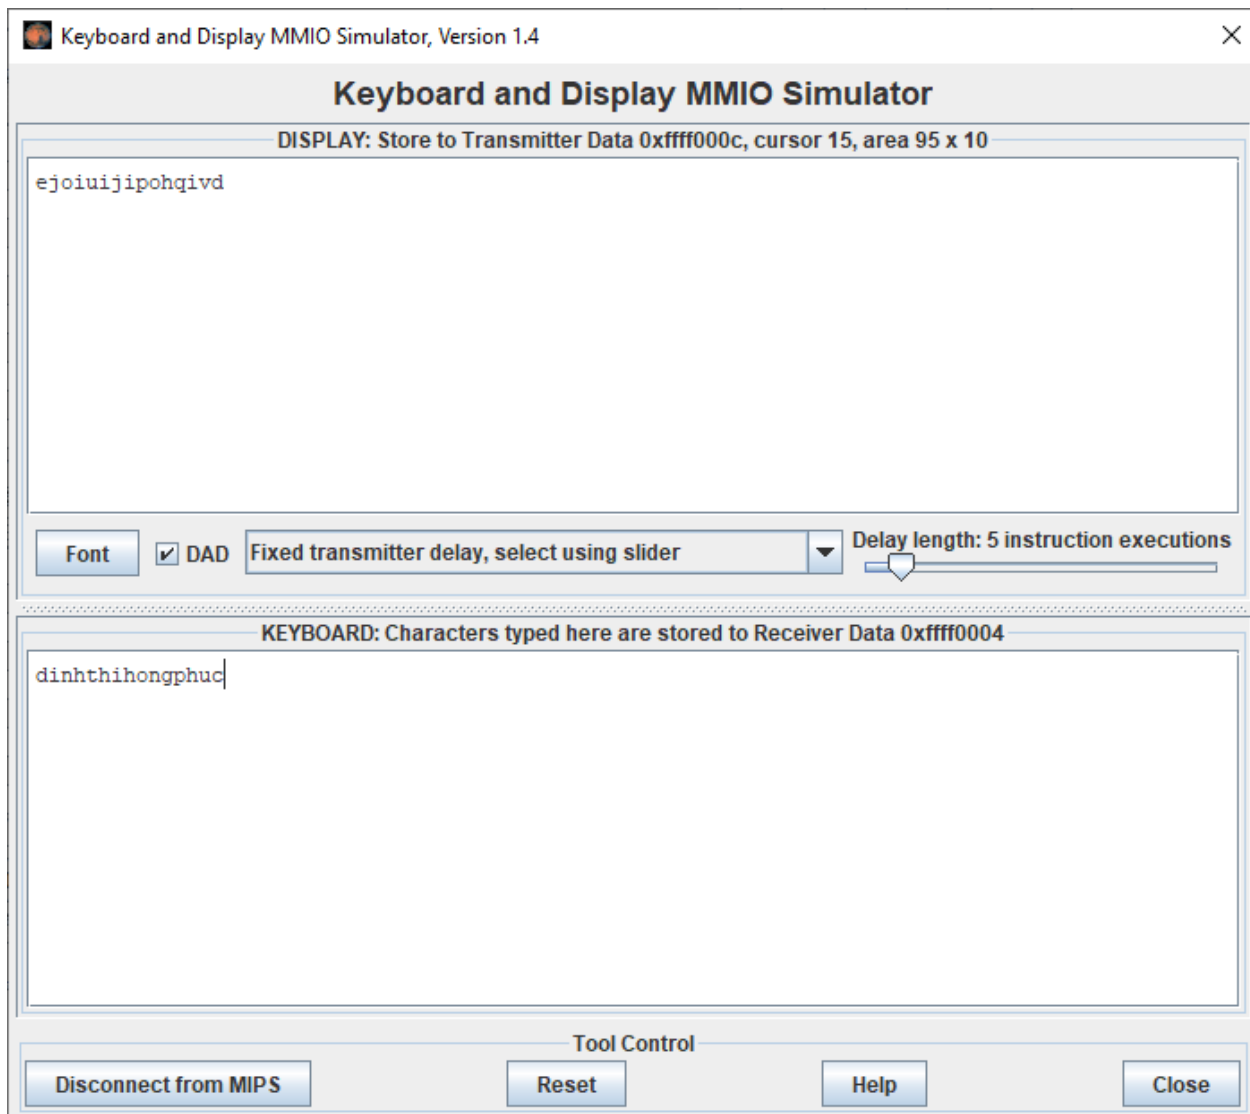 Keyboard and Display MMIO Simulator, Version 1.4
Keyboard and Display MMIO Simulator
DISPLAY: Store to Transmitter Data 0xffff000c, cursor 15, area 95 x 10
ejoiuijipohqivd
Font
DAD
Fixed transmitter delay, select using slider
Delay length: 5 instruction executions
KEYBOARD: Characters typed here are stored to Receiver Data 0xffff0004
dinhthihongphuc
Tool Control
Disconnect from MIPS
Reset
Help
Close